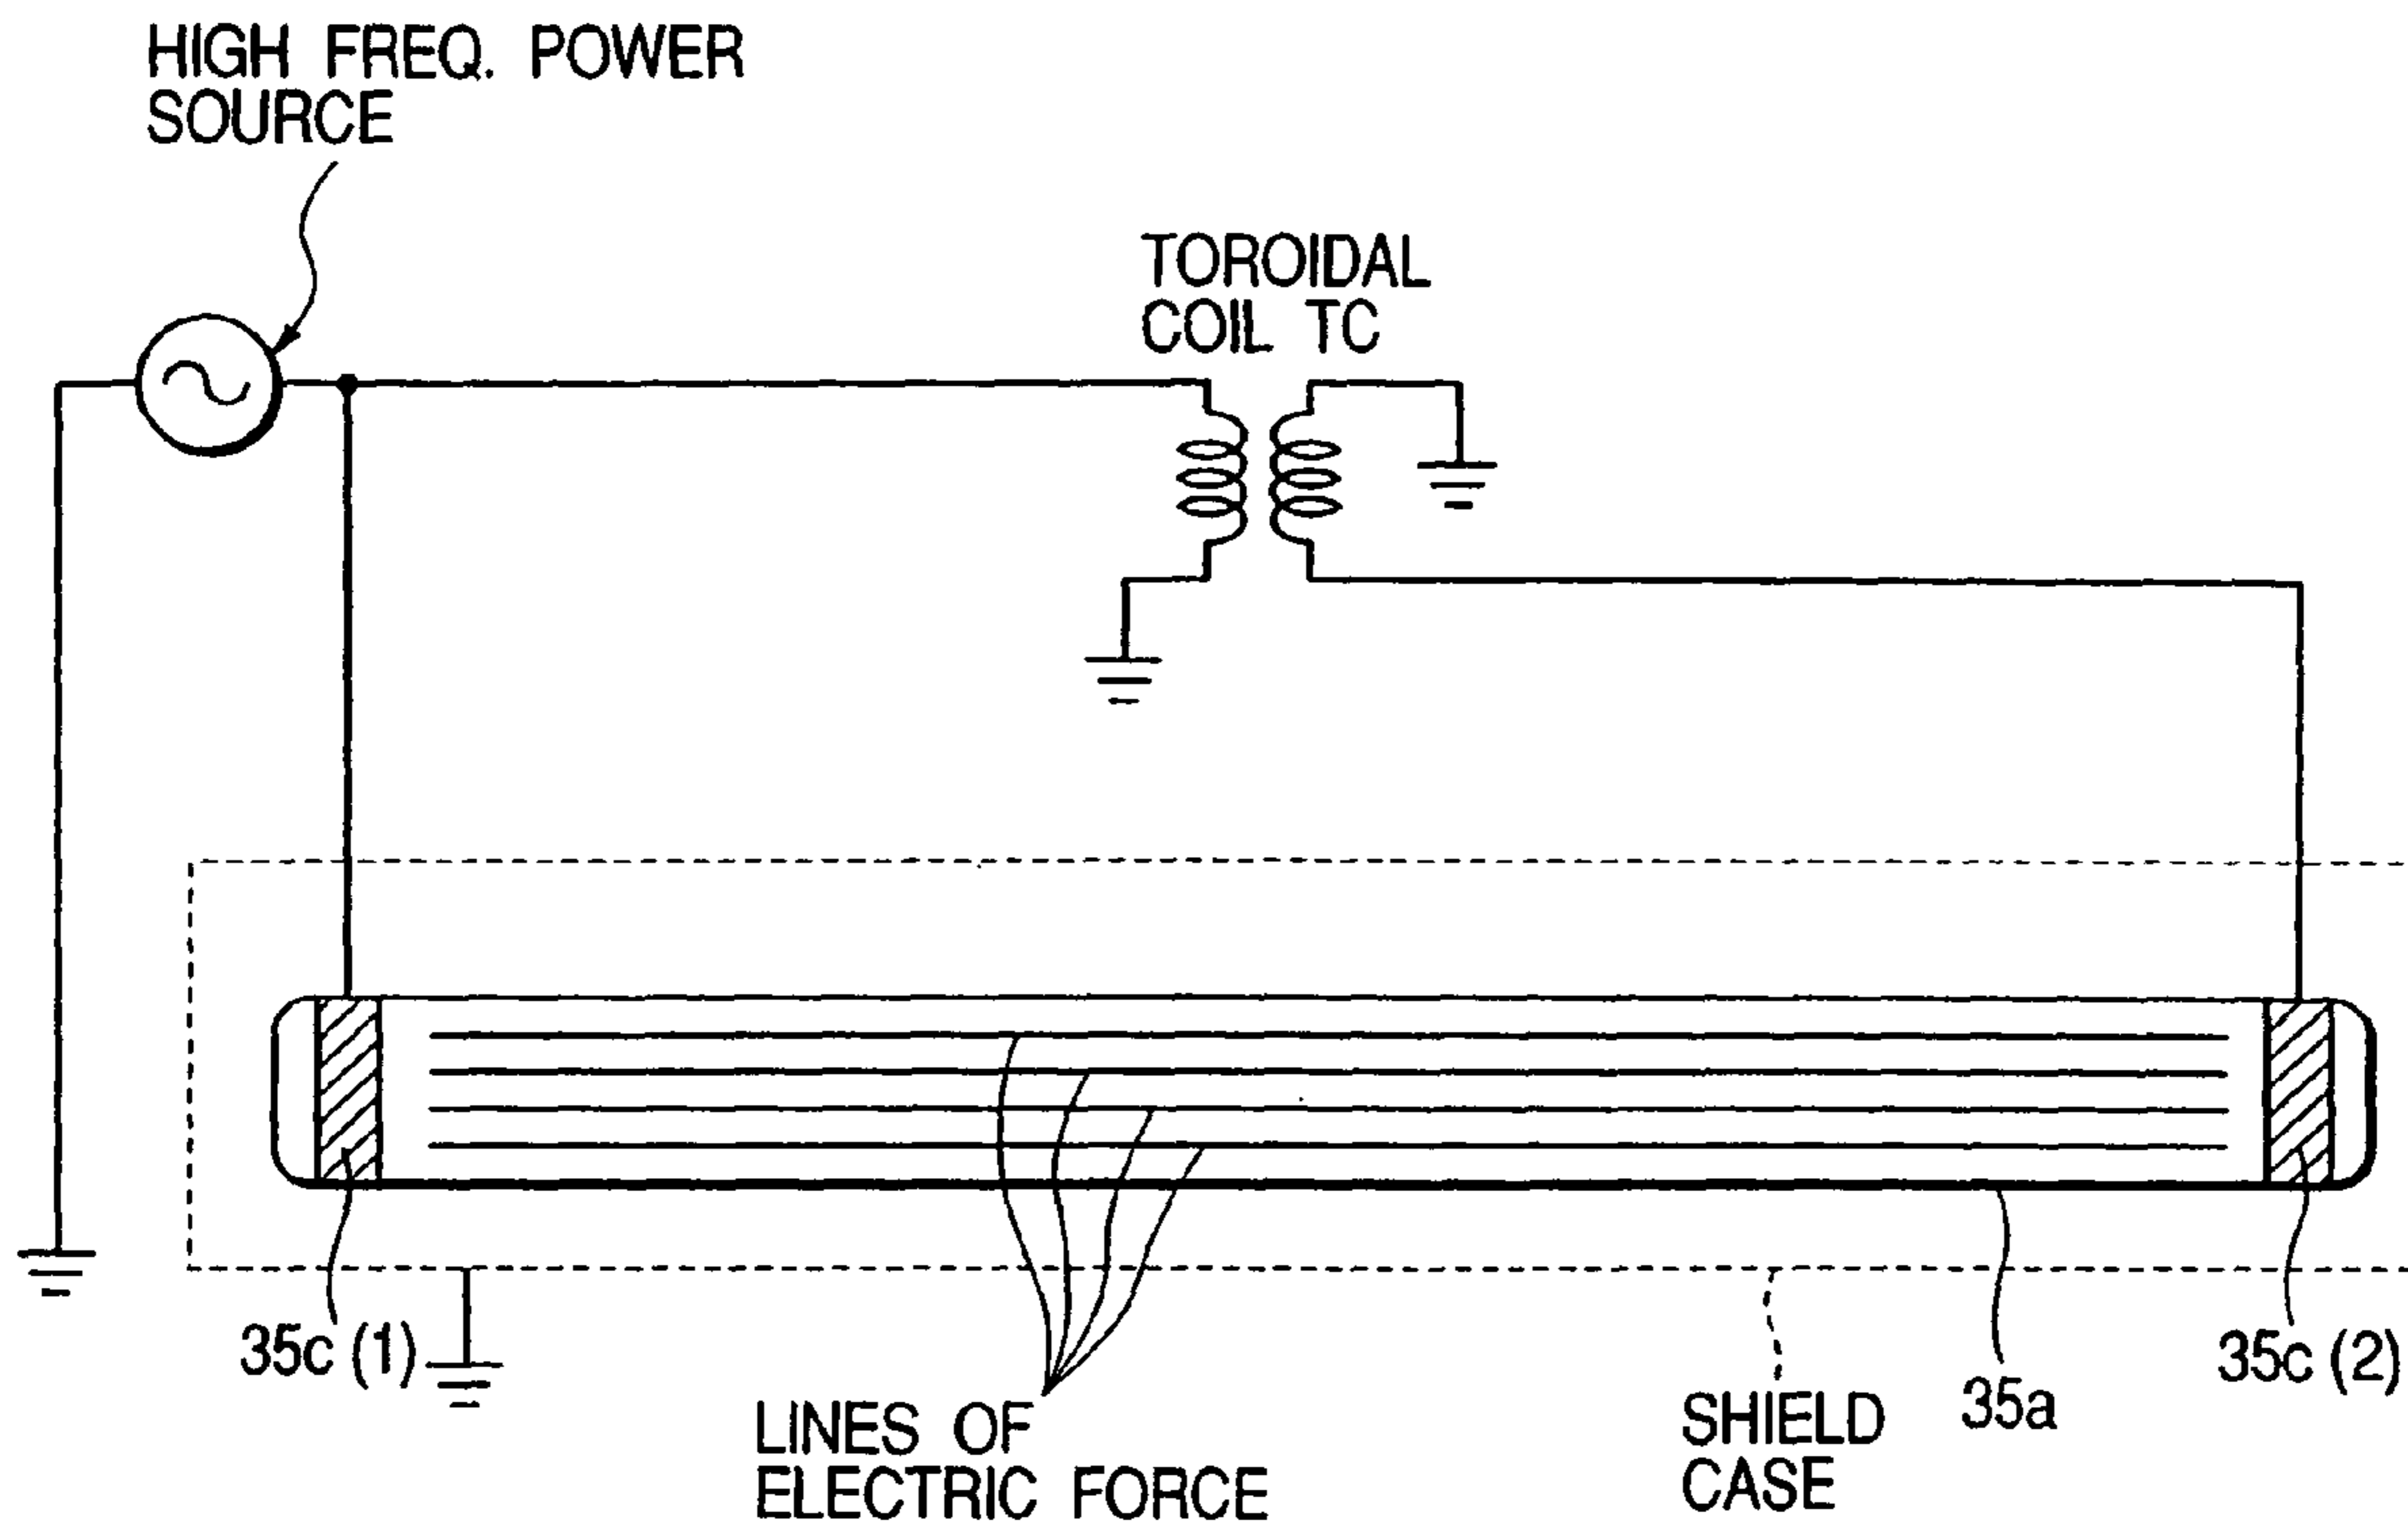 HIGH FREQ. POWER
SOURCE
TOROIDAL
COIL TC
35c (1)
LINES OF
ELECTRIC FORCE
SHIELD
CASE
35a
35c (2)